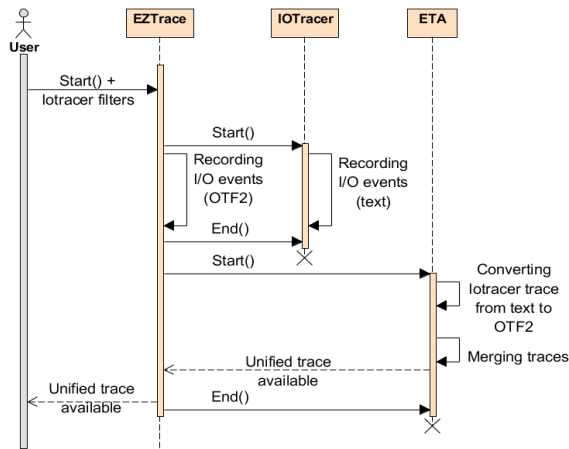 EZTrace
IOTracer
ETA
User
Start() +
Iotracer filters
Start()
Recording
I/O events
(OTF2)
Recording
I/O events
(text)
End()
Start()
Converting
Iotracer trace
from text to
OTF2
Merging traces
Unified trace
available
Unified trace
available
End()